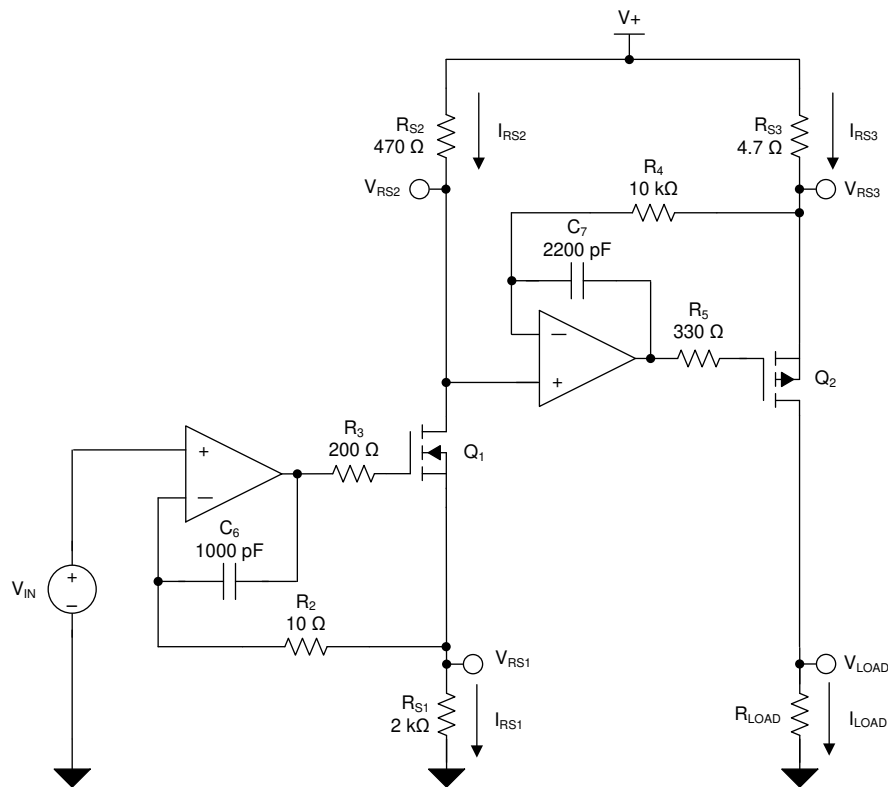 V+
R_S2
470 Ω
I_RS2
R_S3
4.7 Ω
I_RS3
V_RS2
R_4
10 kΩ
V_RS3
C_7
2200 pF
R_5
330 Ω
−
+
Q_2
R_3
200 Ω
Q_1
+
−
C_6
1000 pF
V_IN
+
−
R_2
10 Ω
V_RS1
V_LOAD
R_S1
2 kΩ
I_RS1
R_LOAD
I_LOAD